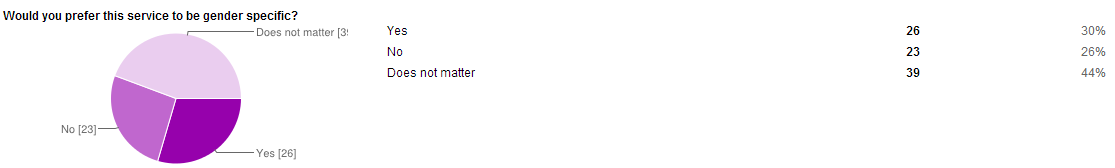 Would you prefer this service to be gender specific?
Does not matter [39
No [23]
Yes [26]
Yes 26 30%
No 23 26%
Does not matter 39 44%